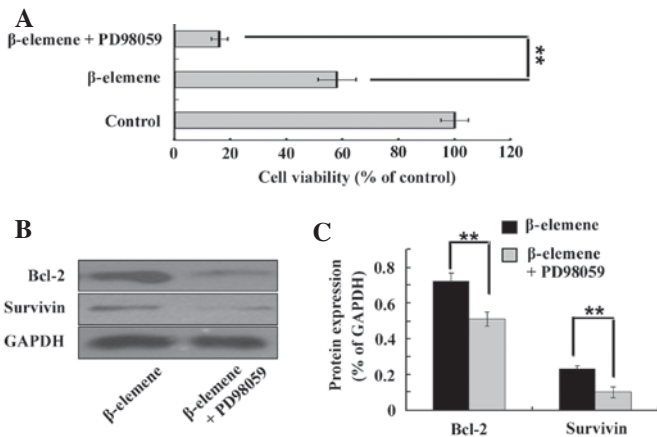 A
β-elemene + PD98059
β-elemene
Control
**
0 20 40 60 80 100 120
Cell viability (% of control)
B
Bcl-2
Survivin
GAPDH
β-elemene
β-elemene
+ PD98059
C
β-elemene
β-elemene
+ PD98059
**
**
Protein expression
(% of GAPDH)
0.8
0.6
0.4
0.2
0
Bcl-2 Survivin